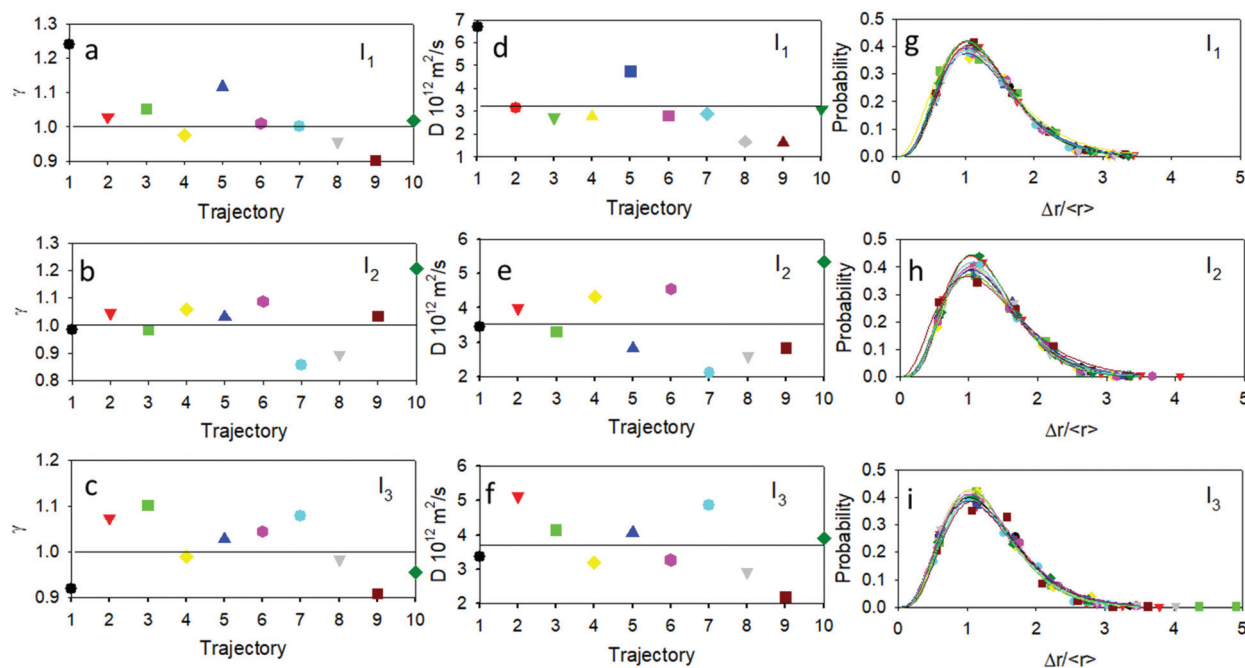 1.3
1.2
1.1
1.0
0.9
γ
a
I1
1 2 3 4 5 6 7 8 9 10
Trajectory
7
6
5
4
3
2
1
D 10^12 m^2/s
d
I1
1 2 3 4 5 6 7 8 9 10
Trajectory
0.5
0.4
0.3
0.2
0.1
0.0
Probability
g
I1
0 1 2 3 4 5
Δr/<r>
1.3
1.2
1.1
1.0
0.9
0.8
γ
b
I2
1 2 3 4 5 6 7 8 9 10
Trajectory
6
5
4
3
2
D 10^12 m^2/s
e
I2
1 2 3 4 5 6 7 8 9 10
Trajectory
0.5
0.4
0.3
0.2
0.1
0.0
Probability
h
I2
0 1 2 3 4 5
Δr/<r>
1.2
1.1
1.0
0.9
γ
c
I3
1 2 3 4 5 6 7 8 9 10
Trajectory
6
5
4
3
2
D 10^12 m^2/s
f
I3
1 2 3 4 5 6 7 8 9 10
Trajectory
0.5
0.4
0.3
0.2
0.1
0.0
Probability
i
I3
0 1 2 3 4 5
Δr/<r>